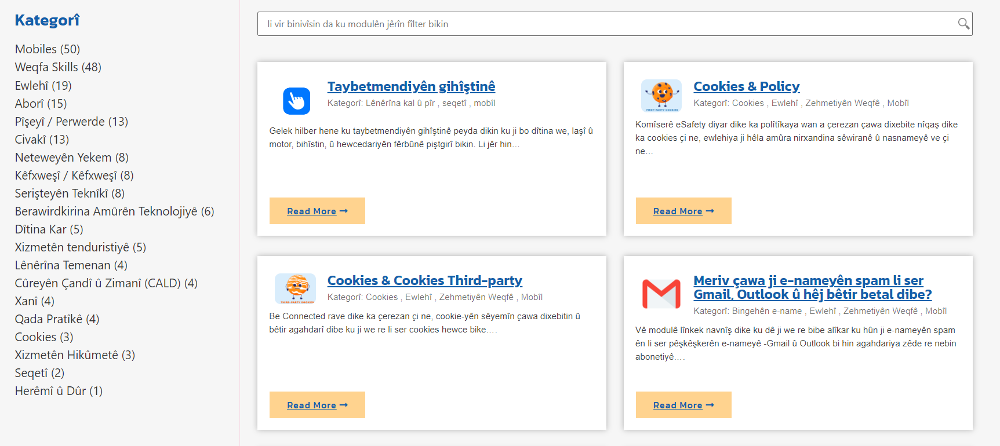 Kategorî
Mobiles (50)
Weqfa Skills (48)
Ewlehî (19)
Aborî (15)
Pîşeyî / Perwerde (13)
Civakî (13)
Neteweyên Yekem (8)
Kêfxweşî / Kêfxweşî (8)
Serişteyên Teknîkî (8)
Berawirdkirina Amûrên Teknolojiyê (6)
Dîtina Kar (5)
Xizmetên tenduristiyê (5)
Lênêrîna Temenan (4)
Cûreyên Çandî û Zimanî (CALD) (4)
Xanî (4)
Qada Pratîkê (4)
Cookies (3)
Xizmetên Hikûmetê (3)
Seqetî (2)
Herêmî û Dûr (1)
li vir binivîsin da ku modulên jêrîn fîlter bikin
Taybetmendiyên gihîştinê
Kategorî: Lênêrîna kal û pîr , seqetî , mobîl
Gelek hilber hene ku taybetmendiyên gihîştinê peyda dikin ku ji bo dîtina we, laşî û
motor, bihîstin, û hewcedariyên fêrbûnê piştgirî bikin. Li jêr hin...
Read More →
Cookies & Policy
Kategorî: Cookies , Ewlehî , Zehmetiyên Weqfê , Mobîl
FIRST-PARTY COOKIES
Komîserê eSafety diyar dike ka polîtîkaya wan a çerezan çawa dixebite nîqaş dike
ka cookies çi ne, ewlehiya ji hêla amûra nirxandina sêwiranê û nasnameyê ve çi
ne...
Read More →
Cookies & Cookies Third-party
Kategorî: Cookies , Ewlehî , Zehmetiyên Weqfê , Mobîl
THIRD-PARTY COOKIES
Be Connected rave dike ka çerezan çi ne, cookie-yên sêyemîn çawa dixebitin û
bêtir agahdarî dibe ku ji we re li ser cookies hewce bike....
Read More →
Meriv çawa ji e-nameyên spam li ser
Gmail, Outlook û hêj bêtir betal dibe?
Kategorî: Bingehên e-name , Ewlehî , Zehmetiyên Weqfê , Mobîl
Vê modulê lînkek navnîş dike ku dê ji we re bibe alîkar ku hûn ji e-nameyên spam
ên li ser pêşkêşkerên e-nameyê -Gmail û Outlook bi hin agahdariya zêde re nebin
abonetiyê....
Read More →